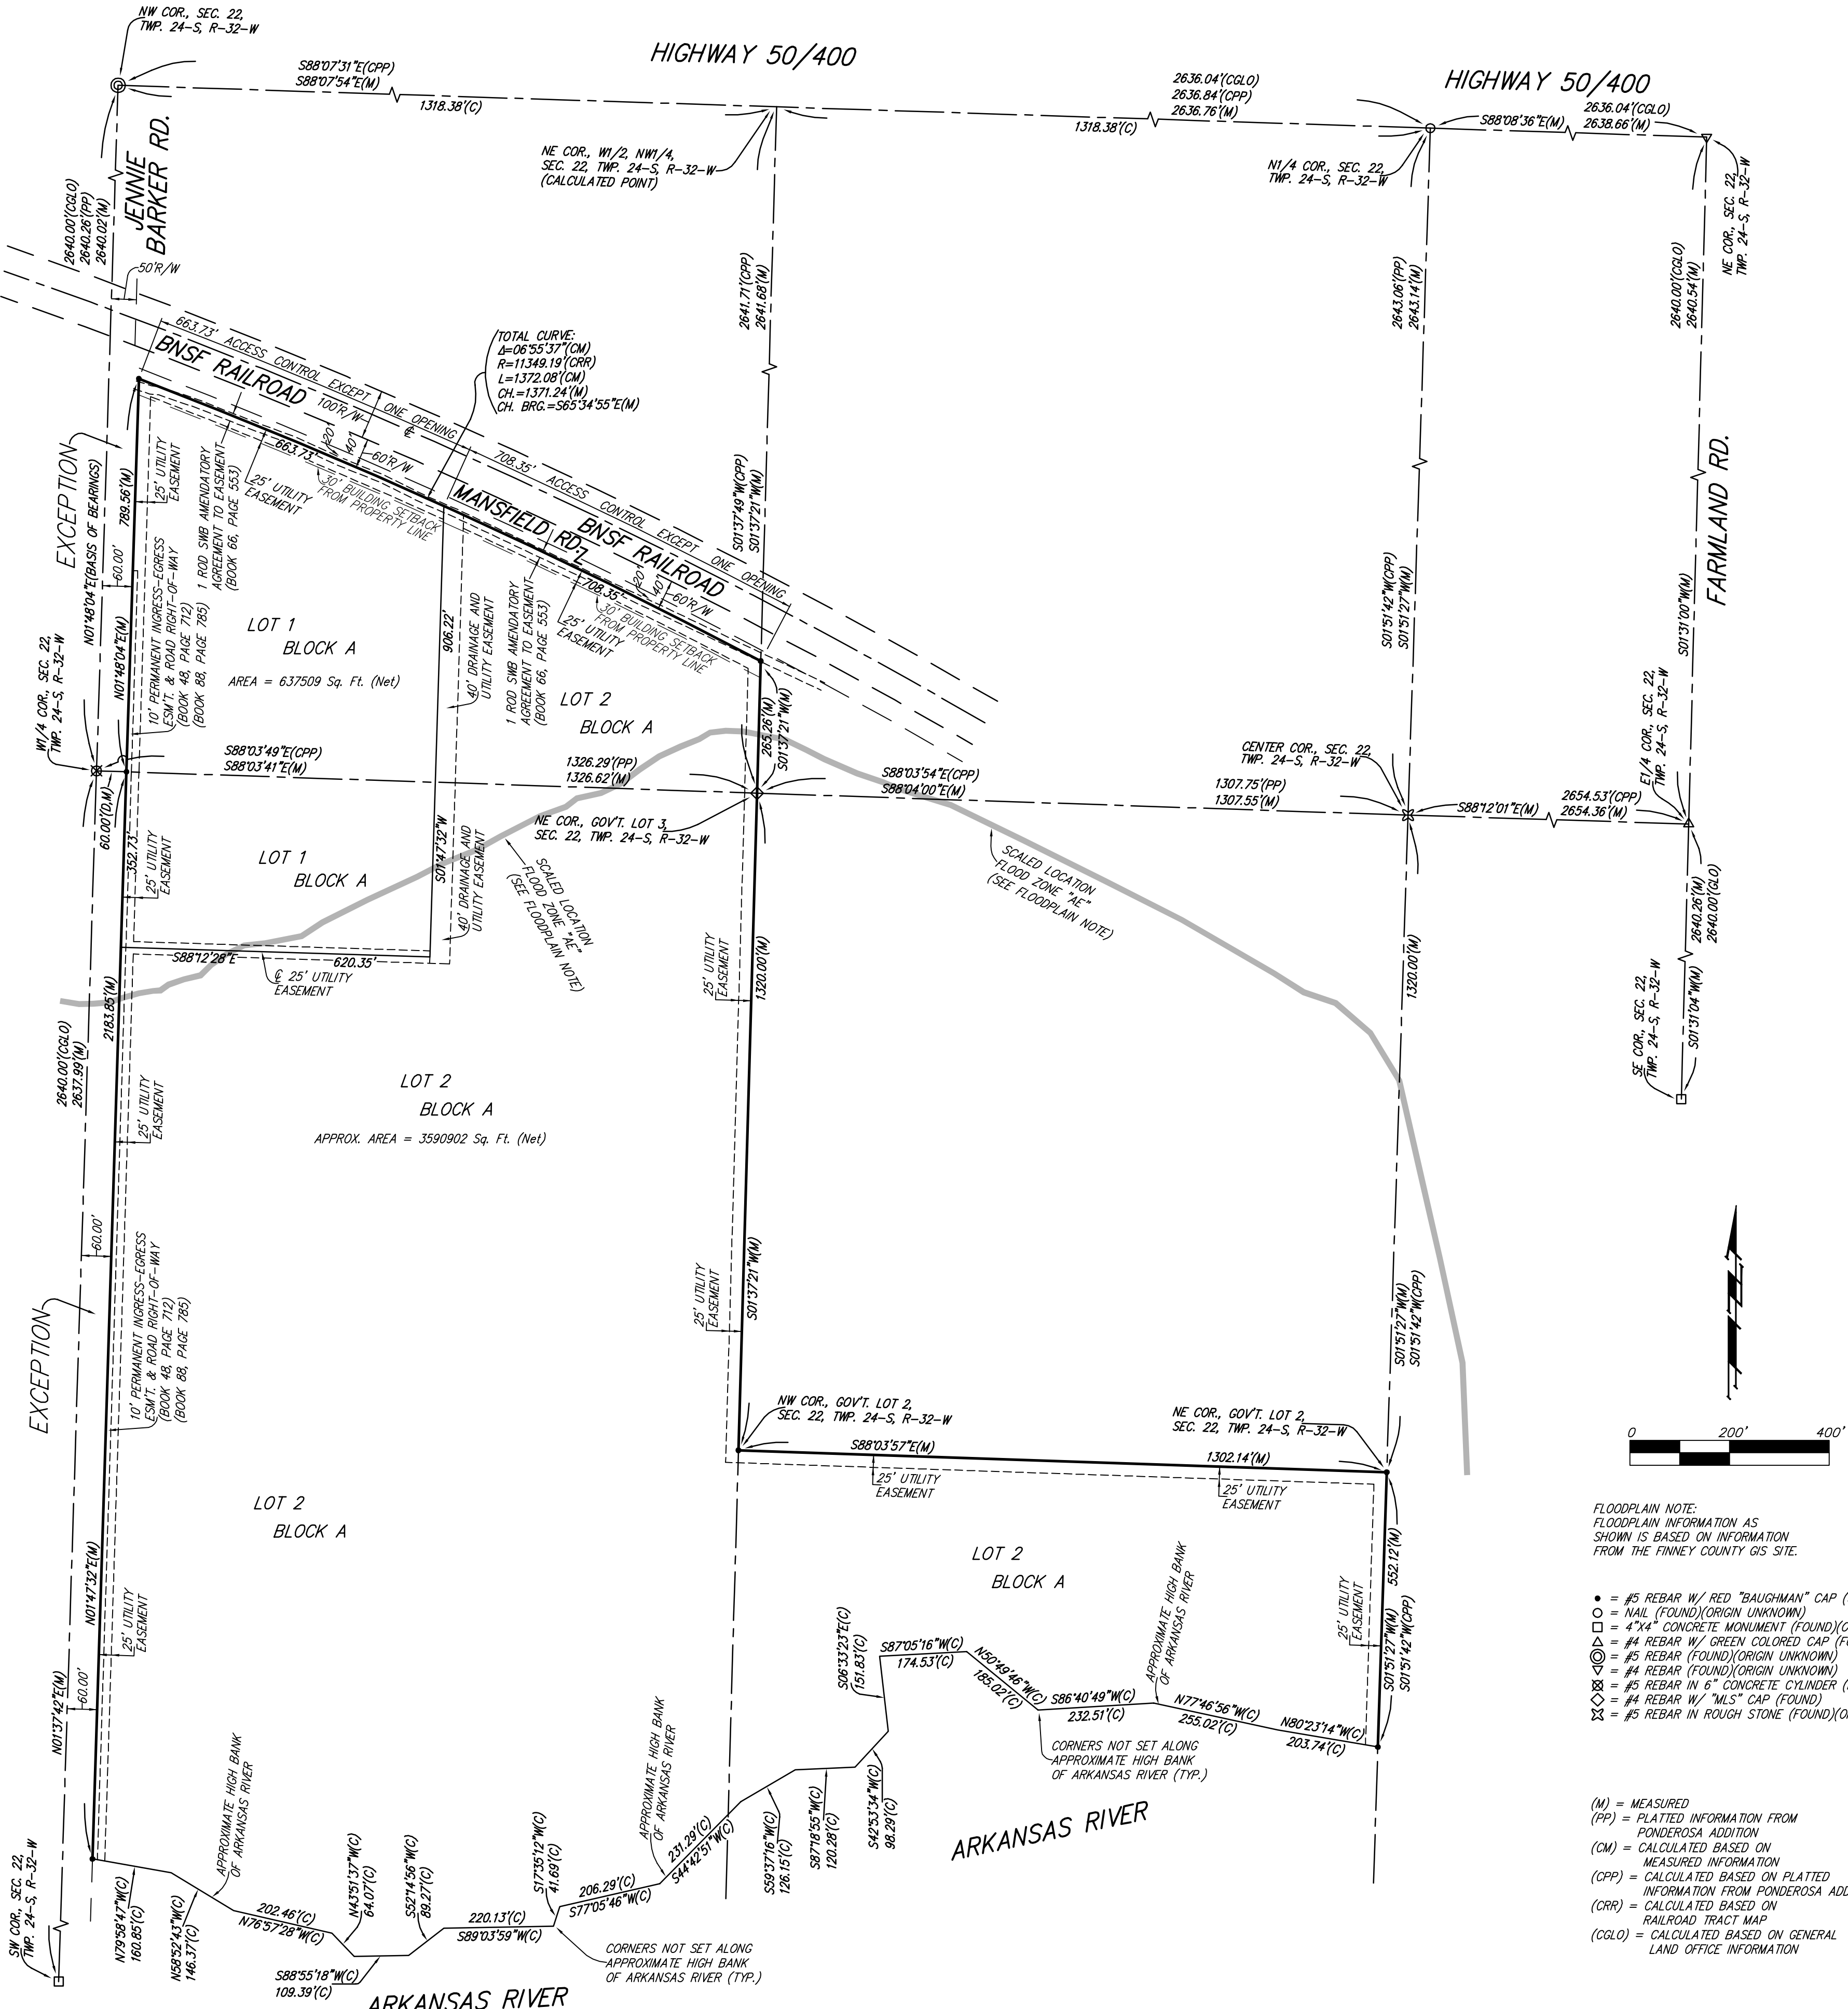 NW COR., SEC. 22,
TWP. 24-S, R-32-W
HIGHWAY 50/400
HIGHWAY 50/400
S88°07'31"E(CPP)
S88°07'54"E(M)
1318.38'(C)
2636.04'(CGLO)
2636.84'(CPP)
2636.76'(M)
1318.38'(C)
2636.04'(CGLO)
S88°08'36"E(M)
2638.66'(M)
NE COR., W1/2, NW1/4,
SEC. 22, TWP. 24-S, R-32-W
(CALCULATED POINT)
N1/4 COR., SEC. 22,
TWP. 24-S, R-32-W
NE COR., SEC. 22,
TWP. 24-S, R-32-W
JENNIE
BARKER RD.
2640.00'(CGLO)
2640.26'(PP)
2640.02'(M)
50'R/W
2641.71'(CPP)
2641.68'(M)
2643.06'(PP)
2643.14'(M)
2640.00'(CGLO)
2640.54'(M)
663.73' ACCESS CONTROL EXCEPT ONE OPENING
BNSF RAILROAD
100'R/W
℄
TOTAL CURVE:
Δ=06°55'37"(CM)
R=11349.19'(CRR)
L=1372.08'(CM)
CH.=1371.24'(M)
CH. BRG.=S65°34'55"E(M)
708.35' ACCESS CONTROL EXCEPT ONE OPENING
BNSF RAILROAD
MANSFIELD RD.
663.73'
20'
40'
60'R/W
708.35'
20'
40'
60'R/W
25' UTILITY
EASEMENT
30' BUILDING SETBACK
FROM PROPERTY LINE
25' UTILITY
EASEMENT
30' BUILDING SETBACK
FROM PROPERTY LINE
S01°37'49"W(CPP)
S01°37'21"W(M)
S01°51'42"W(CPP)
S01°51'27"W(M)
S01°31'00"W(M)
FARMLAND RD.
EXCEPTION
789.56'(M)
N01°48'04"E(BASIS OF BEARINGS)
60.00'
N01°48'04"E(M)
25' UTILITY
EASEMENT
1 ROD SWB AMENDATORY
AGREEMENT TO EASEMENT
(BOOK 66, PAGE 553)
10' PERMANENT INGRESS-EGRESS
ESM'T. & ROAD RIGHT-OF-WAY
(BOOK 48, PAGE 712)
(BOOK 88, PAGE 785)
LOT 1
BLOCK A
AREA = 637509 Sq. Ft. (Net)
906.22'
40' DRAINAGE AND
UTILITY EASEMENT
1 ROD SWB AMENDATORY
AGREEMENT TO EASEMENT
(BOOK 66, PAGE 553)
LOT 2
BLOCK A
265.26'(M)
S01°37'21"W(M)
W1/4 COR., SEC. 22,
TWP. 24-S, R-32-W
S88°03'49"E(CPP)
S88°03'41"E(M)
1326.29'(PP)
1326.62'(M)
S88°03'54"E(CPP)
S88°04'00"E(M)
CENTER COR., SEC. 22,
TWP. 24-S, R-32-W
1307.75'(PP)
1307.55'(M)
E1/4 COR., SEC. 22,
TWP. 24-S, R-32-W
S88°12'01"E(M)
2654.53'(CPP)
2654.36'(M)
60.00'(D,M)
352.73'
25' UTILITY
EASEMENT
LOT 1
BLOCK A
S01°47'32"W
40' DRAINAGE AND
UTILITY EASEMENT
NE COR., GOV'T. LOT 3,
SEC. 22, TWP. 24-S, R-32-W
SCALED LOCATION
FLOOD ZONE "AE"
(SEE FLOODPLAIN NOTE)
SCALED LOCATION
FLOOD ZONE "AE"
(SEE FLOODPLAIN NOTE)
S88°12'28"E
620.35'
℄ 25' UTILITY
EASEMENT
25' UTILITY
EASEMENT
1320.00'(M)
1320.00'(M)
2640.26'(M)
2640.00'(GLO)
SE COR., SEC. 22,
TWP. 24-S, R-32-W
S01°31'04"W(M)
2183.85'(M)
2640.00'(CGLO)
2637.99'(M)
25' UTILITY
EASEMENT
LOT 2
BLOCK A
APPROX. AREA = 3590902 Sq. Ft. (Net)
60.00'
EXCEPTION
10' PERMANENT INGRESS-EGRESS
ESM'T. & ROAD RIGHT-OF-WAY
(BOOK 48, PAGE 712)
(BOOK 88, PAGE 785)
25' UTILITY
EASEMENT
S01°37'21"W(M)
S01°51'27"W(M)
S01°51'42"W(CPP)
NW COR., GOV'T. LOT 2,
SEC. 22, TWP. 24-S, R-32-W
NE COR., GOV'T. LOT 2,
SEC. 22, TWP. 24-S, R-32-W
S88°03'57"E(M)
1302.14'(M)
25' UTILITY
EASEMENT
25' UTILITY
EASEMENT
0 200' 400'
FLOODPLAIN NOTE:
FLOODPLAIN INFORMATION AS
SHOWN IS BASED ON INFORMATION
FROM THE FINNEY COUNTY GIS SITE.
LOT 2
BLOCK A
LOT 2
BLOCK A
N01°47'32"E(M)
25' UTILITY
EASEMENT
N01°37'42"E(M)
60.00'
552.12'(M)
25' UTILITY
EASEMENT
S01°51'27"W(M)
S01°51'42"W(CPP)
= #5 REBAR W/ RED "BAUGHMAN" CAP (
= NAIL (FOUND)(ORIGIN UNKNOWN)
= 4"X4" CONCRETE MONUMENT (FOUND)(
= #4 REBAR W/ GREEN COLORED CAP (
= #5 REBAR (FOUND)(ORIGIN UNKNOWN)
= #4 REBAR (FOUND)(ORIGIN UNKNOWN)
= #5 REBAR IN 6" CONCRETE CYLINDER (
= #4 REBAR W/ "MLS" CAP (FOUND)
= #5 REBAR IN ROUGH STONE (FOUND)(
S06°33'23"E(C)
151.83'(C)
S87°05'16"W(C)
174.53'(C)
N50°49'46"W(C)
185.02'(C)
S86°40'49"W(C)
232.51'(C)
APPROXIMATE HIGH BANK
OF ARKANSAS RIVER
N77°46'56"W(C)
255.02'(C)
N80°23'14"W(C)
203.74'(C)
CORNERS NOT SET ALONG
APPROXIMATE HIGH BANK
OF ARKANSAS RIVER (TYP.)
ARKANSAS RIVER
SW COR., SEC. 22,
TWP. 24-S, R-32-W
N79°58'47"W(C)
160.85'(C)
N58°52'43"W(C)
146.37'(C)
APPROXIMATE HIGH BANK
OF ARKANSAS RIVER
202.46'(C)
N76°57'28"W(C)
N43°51'37"W(C)
64.07'(C)
S88°55'18"W(C)
109.39'(C)
S52°14'56"W(C)
89.27'(C)
220.13'(C)
S89°03'59"W(C)
S17°35'12"W(C)
41.69'(C)
206.29'(C)
S77°05'46"W(C)
APPROXIMATE HIGH BANK
OF ARKANSAS RIVER
231.29'(C)
S44°42'51"W(C)
S59°37'16"W(C)
126.15'(C)
S87°18'55"W(C)
120.28'(C)
S42°53'34"W(C)
98.29'(C)
CORNERS NOT SET ALONG
APPROXIMATE HIGH BANK
OF ARKANSAS RIVER (TYP.)
ARKANSAS RIVER
(M) = MEASURED
(PP) = PLATTED INFORMATION FROM
PONDEROSA ADDITION
(CM) = CALCULATED BASED ON
MEASURED INFORMATION
(CPP) = CALCULATED BASED ON PLATTED
INFORMATION FROM PONDEROSA ADD
(CRR) = CALCULATED BASED ON
RAILROAD TRACT MAP
(CGLO) = CALCULATED BASED ON GENERAL
LAND OFFICE INFORMATION